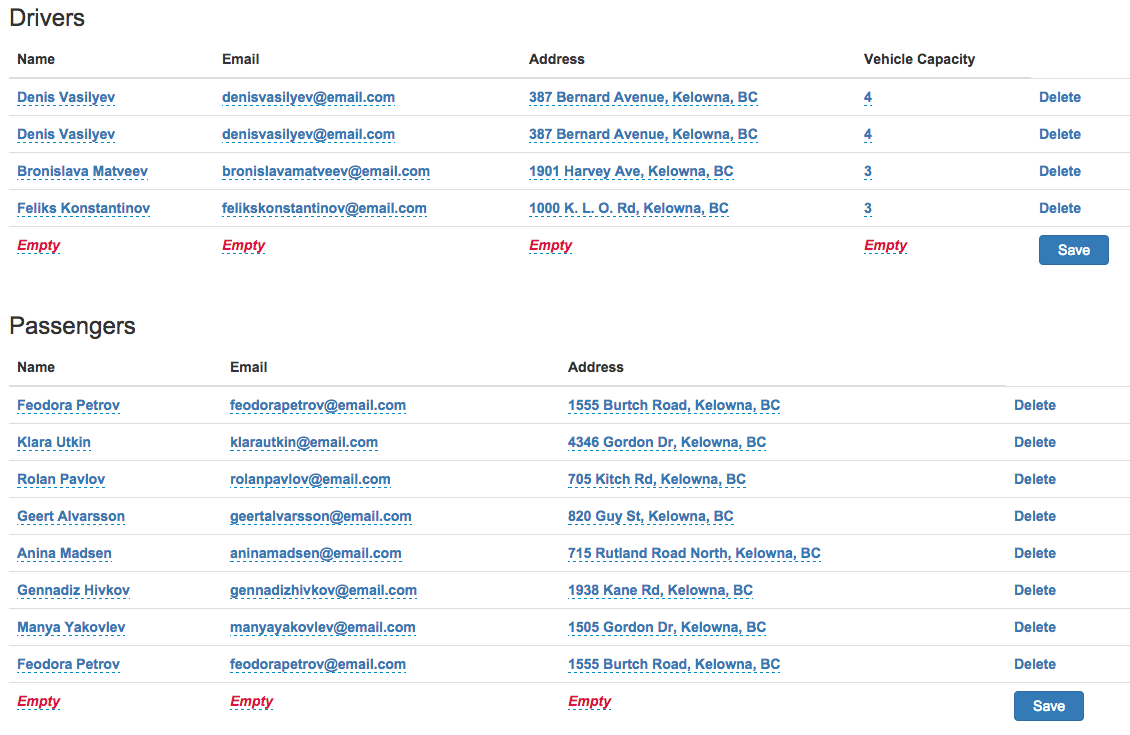 Drivers
Name Email Address Vehicle Capacity
Denis Vasilyev denisvasilyev@email.com 387 Bernard Avenue, Kelowna, BC 4 Delete
Denis Vasilyev denisvasilyev@email.com 387 Bernard Avenue, Kelowna, BC 4 Delete
Bronislava Matveev bronislavamatveev@email.com 1901 Harvey Ave, Kelowna, BC 3 Delete
Feliks Konstantinov felikskonstantinov@email.com 1000 K. L. O. Rd, Kelowna, BC 3 Delete
Empty Empty Empty Empty Save
Passengers
Name Email Address
Feodora Petrov feodorapetrov@email.com 1555 Burtch Road, Kelowna, BC Delete
Klara Utkin klarautkin@email.com 4346 Gordon Dr, Kelowna, BC Delete
Rolan Pavlov rolanpavlov@email.com 705 Kitch Rd, Kelowna, BC Delete
Geert Alvarsson geertalvarsson@email.com 820 Guy St, Kelowna, BC Delete
Anina Madsen aninamadsen@email.com 715 Rutland Road North, Kelowna, BC Delete
Gennadiz Hivkov gennadizhivkov@email.com 1938 Kane Rd, Kelowna, BC Delete
Manya Yakovlev manyayakovlev@email.com 1505 Gordon Dr, Kelowna, BC Delete
Feodora Petrov feodorapetrov@email.com 1555 Burtch Road, Kelowna, BC Delete
Empty Empty Empty Save